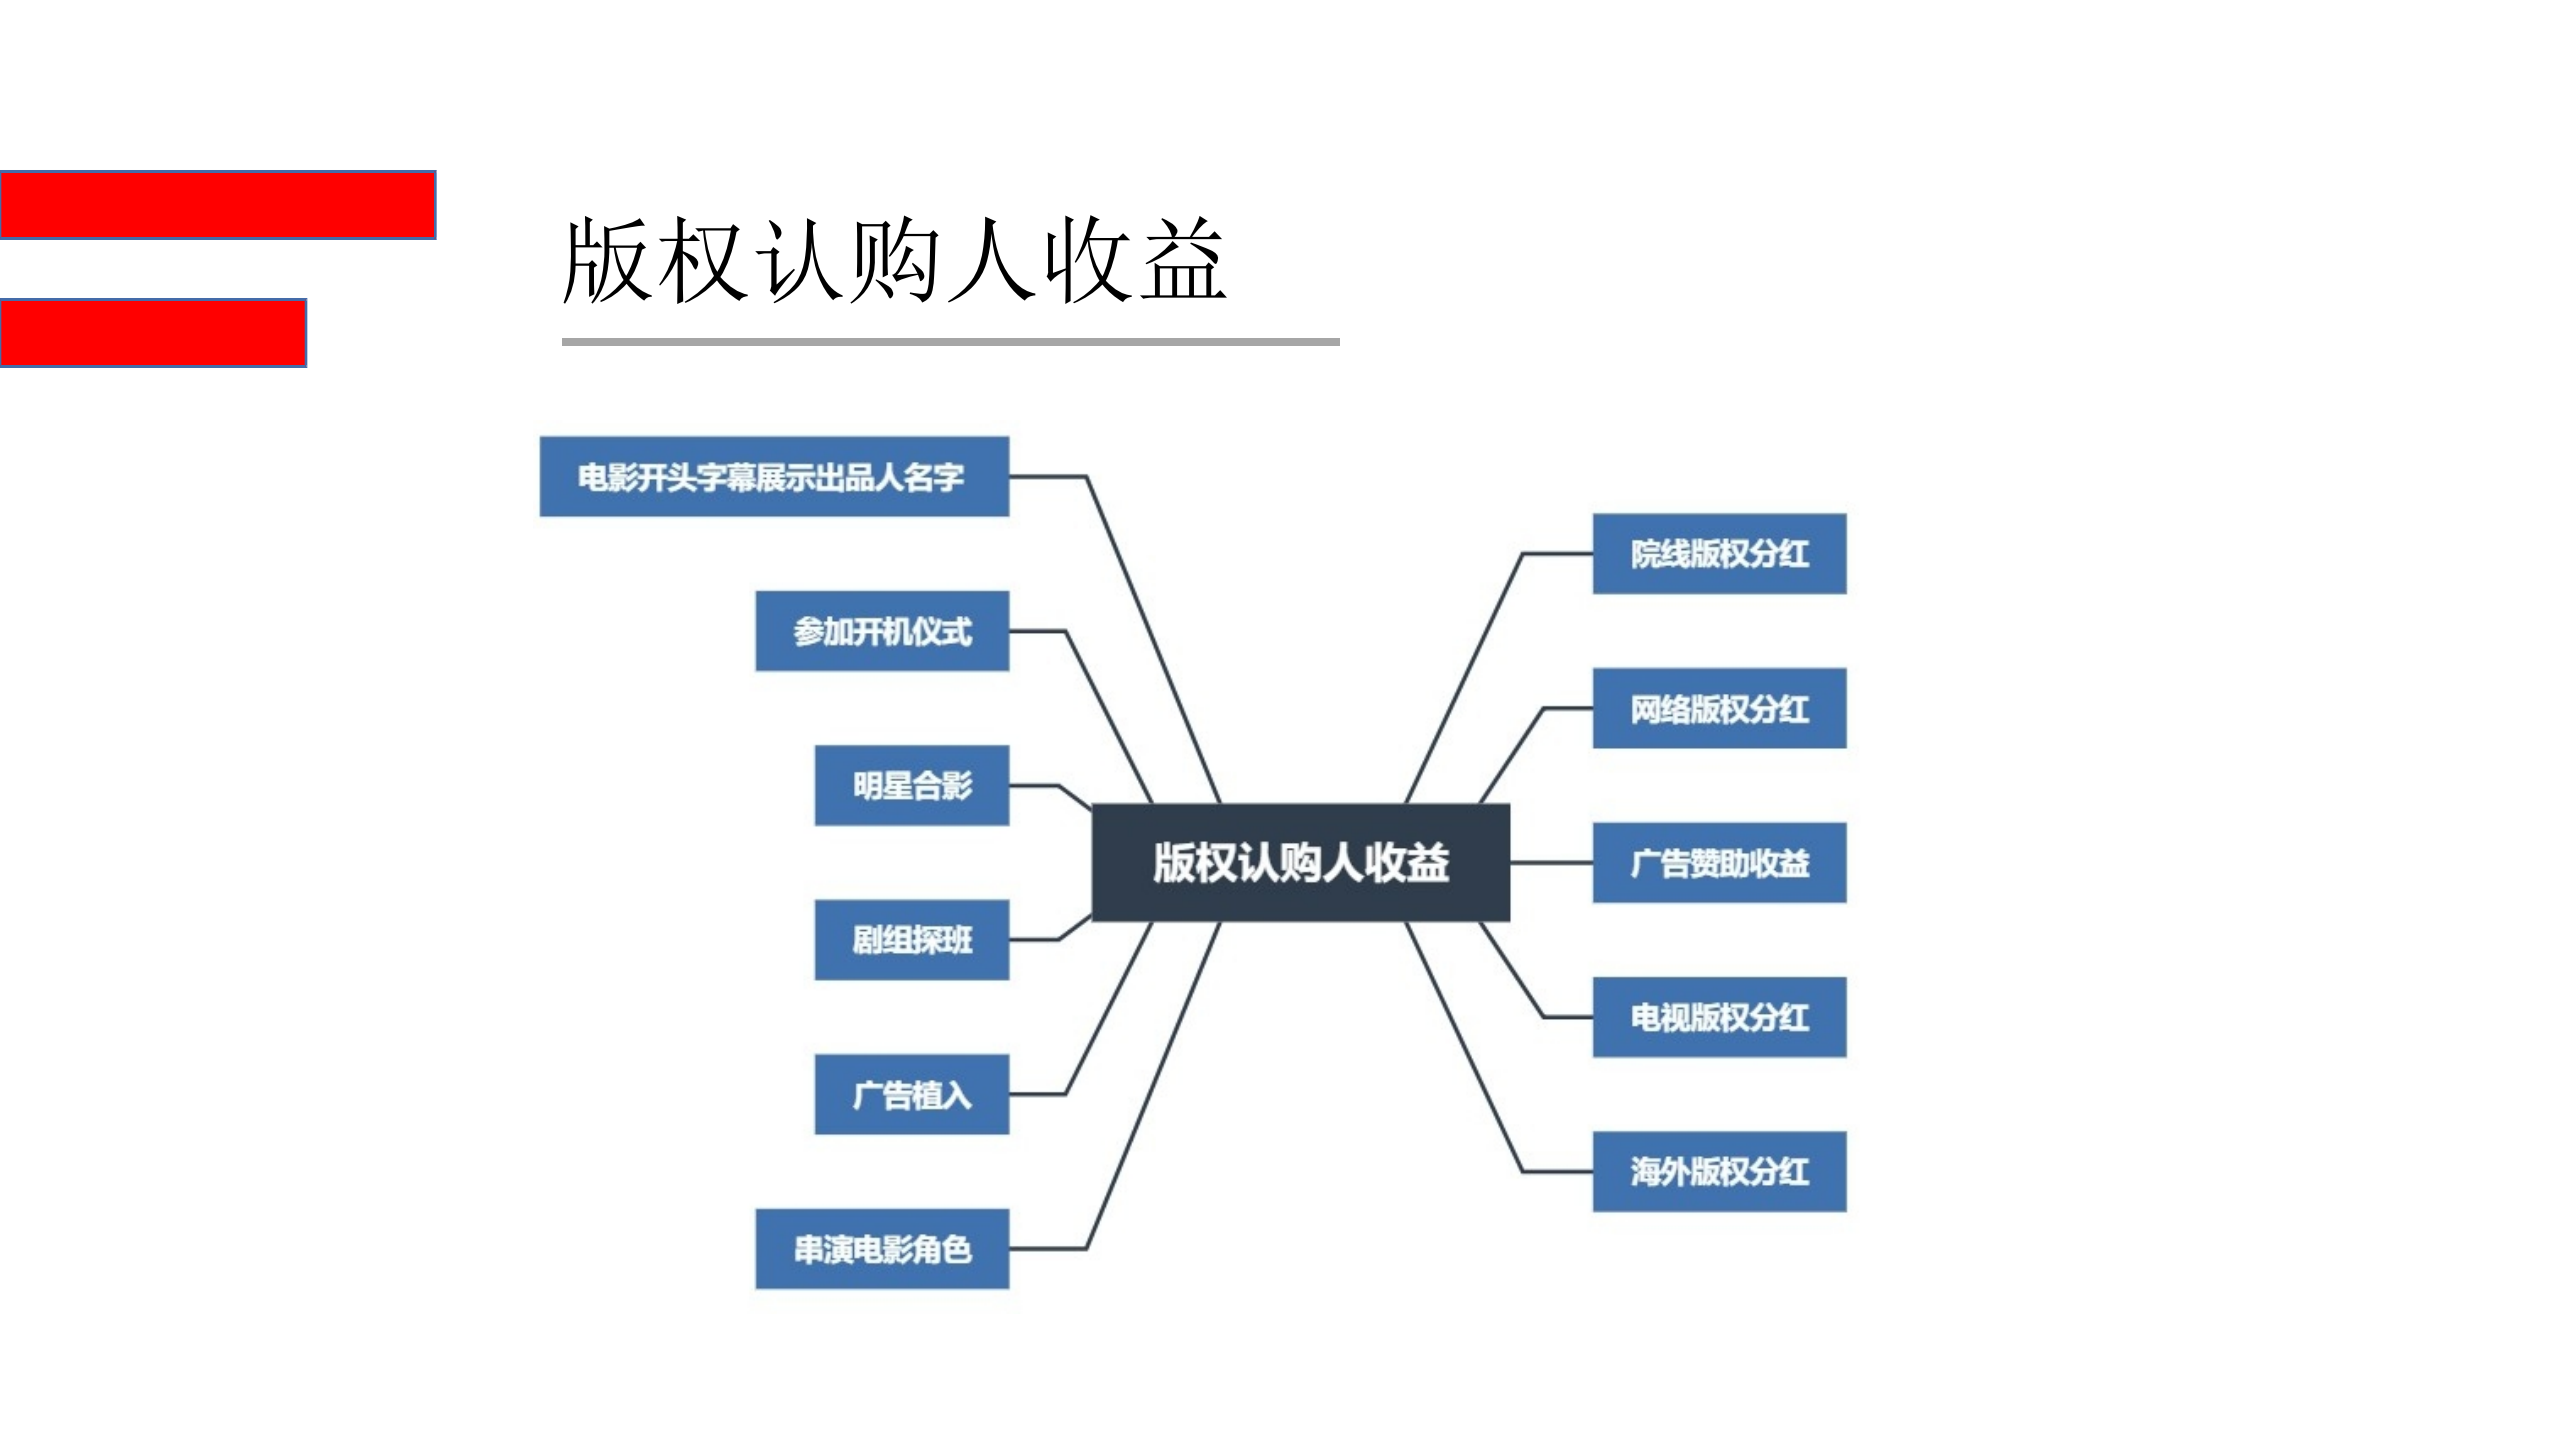 版权认购人收益
电影开头字幕展示出品人名字
参加开机仪式
明星合影
剧组探班
广告植入
串演电影角色
版权认购人收益
院线版权分红
网络版权分红
广告赞助收益
电视版权分红
海外版权分红